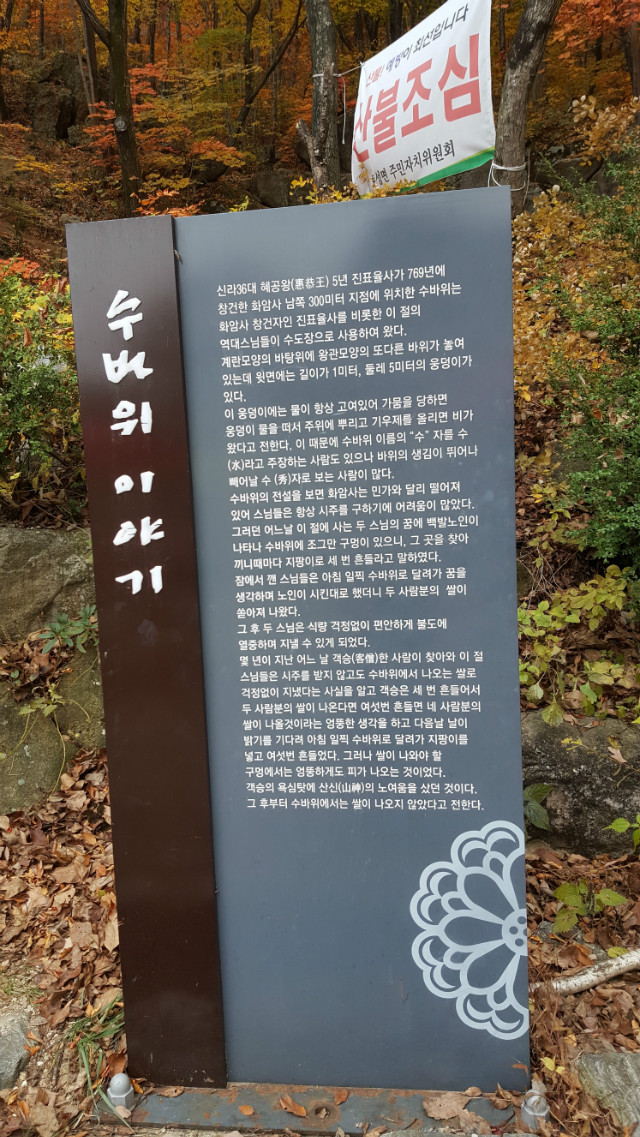 산불! 예방이 최선입니다
산불조심
주민자치위원회
수바위 이야기
신라36대 혜공왕(惠恭王) 5년 진표율사가 769년에
창건한 화암사 남쪽 300미터 지점에 위치한 수바위는
화암사 창건자인 진표율사를 비롯한 이 절의
역대스님들이 수도장으로 사용하여 왔다.
계란모양의 바탕위에 왕관모양의 또다른 바위가 놓여
있는데 윗면에는 길이가 1미터, 둘레 5미터의 웅덩이가
있다.
이 웅덩이에는 물이 항상 고여있어 가뭄을 당하면
웅덩이 물을 떠서 주위에 뿌리고 기우제를 올리면 비가
왔다고 전한다. 이 때문에 수바위 이름의 "수" 자를 수
(水)라고 주장하는 사람도 있으나 바위의 생김이 뛰어나
빼어날 수 (秀)자로 보는 사람이 많다.
수바위의 전설을 보면 화암사는 민가와 달리 떨어져
있어 스님들은 항상 시주를 구하기에 어려움이 많았다.
그러던 어느날 이 절에 사는 두 스님의 꿈에 백발노인이
나타나 수바위에 조그만 구멍이 있으니, 그 곳을 찾아
끼니때마다 지팡이로 세 번 흔들라고 말하였다.
잠에서 깬 스님들은 아침 일찍 수바위로 달려가 꿈을
생각하며 노인이 시킨대로 했더니 두 사람분의 쌀이
쏟아져 나왔다.
그 후 두 스님은 식량 걱정없이 편안하게 불도에
열중하며 지낼 수 있게 되었다.
몇 년이 지난 어느 날 객승(客僧)한 사람이 찾아와 이 절
스님들은 시주를 받지 않고도 수바위에서 나오는 쌀로
걱정없이 지냈다는 사실을 알고 객승은 세 번 흔들어서
두 사람분의 쌀이 나온다면 여섯번 흔들면 네 사람분의
쌀이 나올것이라는 엉뚱한 생각을 하고 다음날 날이
밝기를 기다려 아침 일찍 수바위로 달려가 지팡이를
넣고 여섯번 흔들었다. 그러나 쌀이 나와야 할
구멍에서는 엉뚱하게도 피가 나오는 것이었다.
객승의 욕심탓에 산신(山神)의 노여움을 샀던 것이다.
그 후부터 수바위에서는 쌀이 나오지 않았다고 전한다.